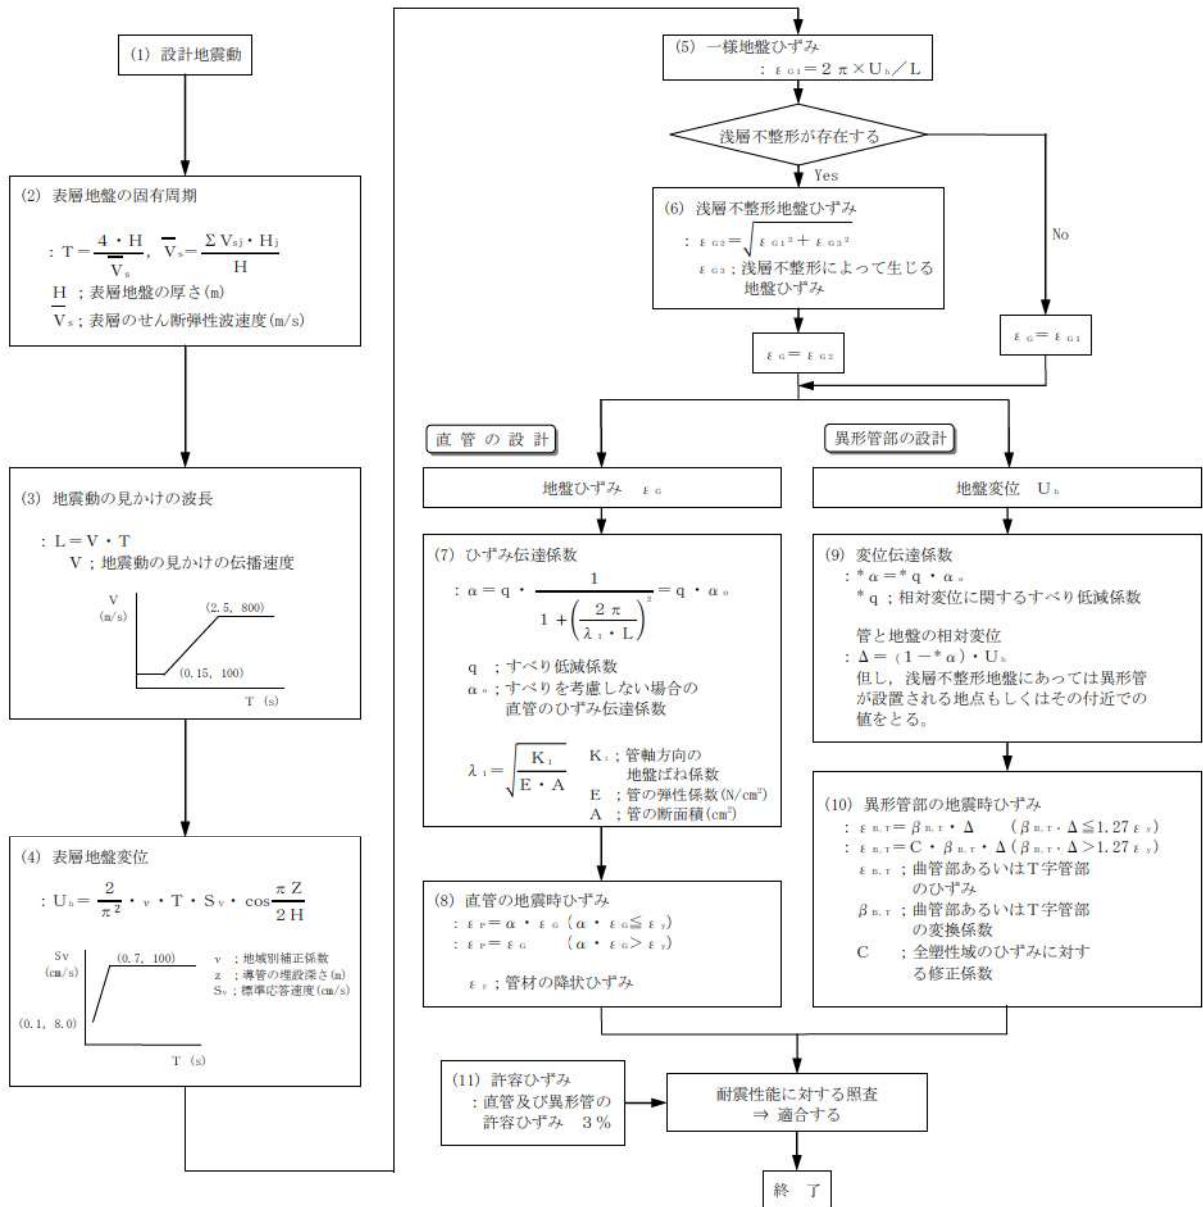 (1) 設計地震動
(2) 表層地盤の固有周期
: T=4・H/V̅s, V̅s=ΣVsj・Hj/H
H ;表層地盤の厚さ(m)
V̅s;表層のせん断弾性波速度(m/s)
(3) 地震動の見かけの波長
: L=V・T
V;地震動の見かけの伝播速度
V
(m/s)
(2.5, 800)
(0.15, 100)
T (s)
(4) 表層地盤変位
: Uh=2/π²・ν・T・Sv・cos πZ/2H
Sv
(cm/s)
(0.7, 100)
(0.1, 8.0)
T (s)
ν ;地域別補正係数
z ;導管の埋設深さ(m)
Sv;標準応答速度(cm/s)
(5) 一様地盤ひずみ
: εG1=2π×Uh/L
浅層不整形が存在する
Yes
No
(6) 浅層不整形地盤ひずみ
: εG2=√(εG1²+εG3²)
εG3;浅層不整形によって生じる
地盤ひずみ
εG=εG2
εG=εG1
直管の設計
地盤ひずみ εG
(7) ひずみ伝達係数
: α=q・1/(1+(2π/(λ1・L))²)=q・αo
q ;すべり低減係数
αo;すべりを考慮しない場合の
直管のひずみ伝達係数
λ1=√(K1/(E・A))
K1;管軸方向の
地盤ばね係数
E ;管の弾性係数(N/cm²)
A ;管の断面積(cm²)
(8) 直管の地震時ひずみ
: εP=α・εG (α・εG≦εy)
: εP=εG (α・εG>εy)
εy;管材の降状ひずみ
異形管部の設計
地盤変位 Uh
(9) 変位伝達係数
: *α=*q・αo
*q;相対変位に関するすべり低減係数
管と地盤の相対変位
: Δ=(1-*α)・Uh
但し，浅層不整形地盤にあっては異形管
が設置される地点もしくはその付近での
値をとる。
(10) 異形管部の地震時ひずみ
: εB,T=βB,T・Δ (βB,T・Δ≦1.27εy)
: εB,T=C・βB,T・Δ(βB,T・Δ>1.27εy)
εB,T;曲管部あるいはT字管部
のひずみ
βB,T;曲管部あるいはT字管部
の変換係数
C ;全塑性域のひずみに対す
る修正係数
(11) 許容ひずみ
:直管及び異形管の
許容ひずみ 3%
耐震性能に対する照査
⇒ 適合する
終 了